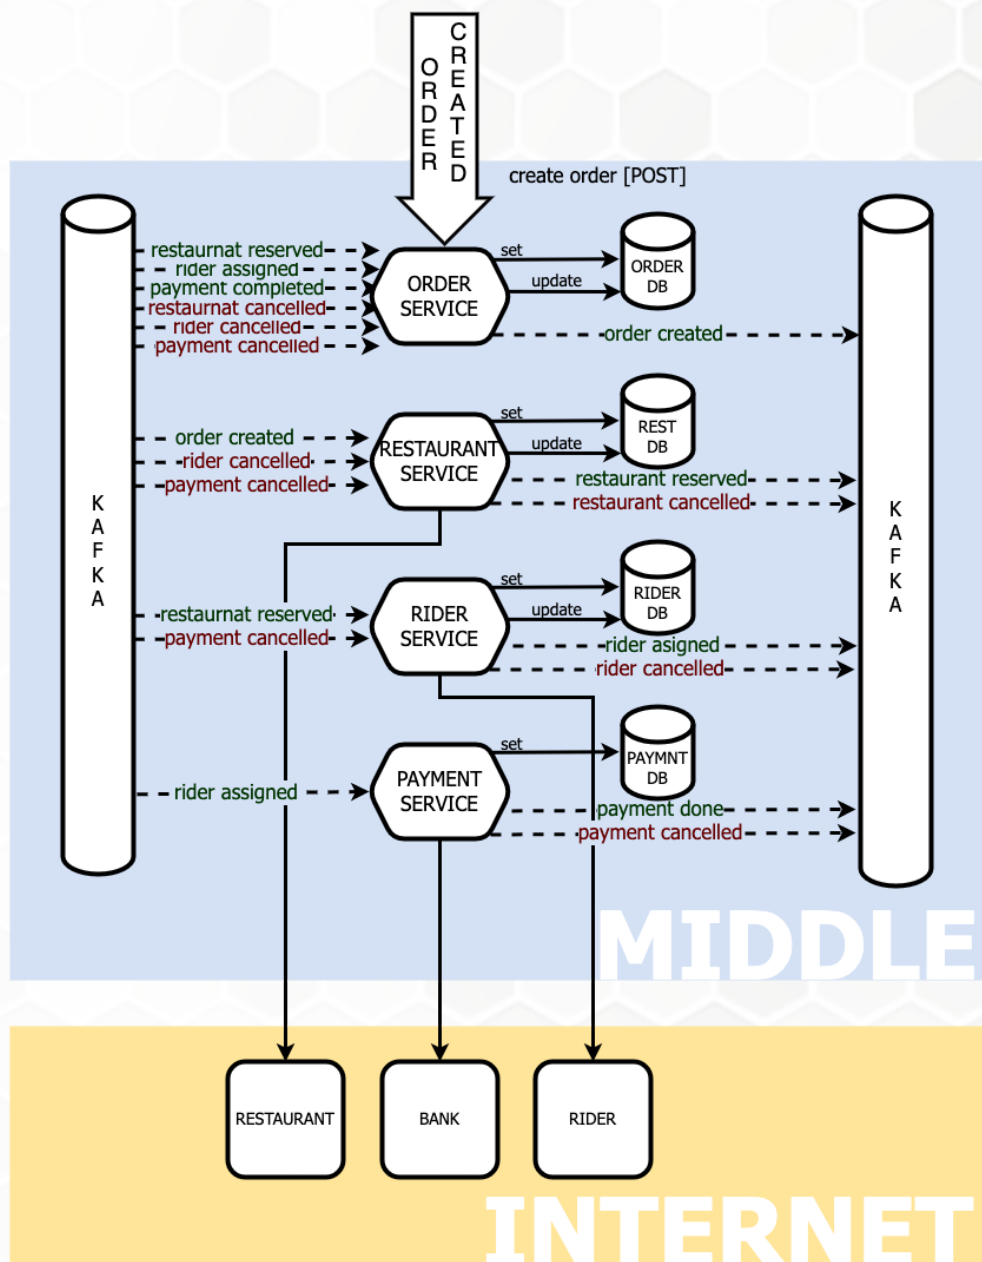 ORDER
CREATED
create order [POST]
restaurnat reserved
rider assigned
payment completed
restaurnat cancelled
rider cancelled
payment cancelled
ORDER
SERVICE
set
update
ORDER
DB
order created
order created
rider cancelled
payment cancelled
RESTAURANT
SERVICE
set
update
REST
DB
restaurant reserved
restaurant cancelled
KAFKA
KAFKA
restaurnat reserved
payment cancelled
RIDER
SERVICE
set
update
RIDER
DB
rider asigned
rider cancelled
rider assigned
PAYMENT
SERVICE
set
PAYMNT
DB
payment done
payment cancelled
MIDDLE
RESTAURANT
BANK
RIDER
INTERNET